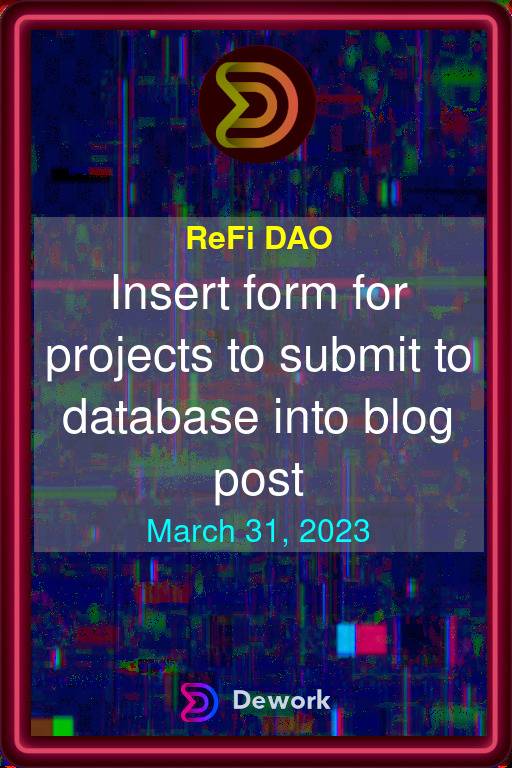 ReFi DAO
Insert form for
projects to submit to
database into blog
post
March 31, 2023
Dework